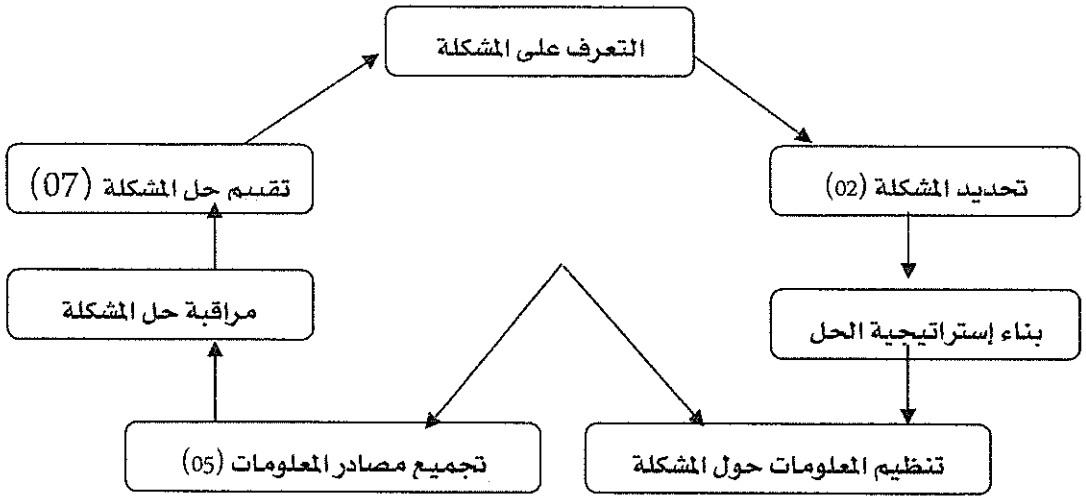 التعرف على المشكلة
تحديد المشكلة (02)
بناء إستراتيجية الحل
تنظيم المعلومات حول المشكلة
تجميع مصادر المعلومات (05)
مراقبة حل المشكلة
تقييم حل المشكلة (07)